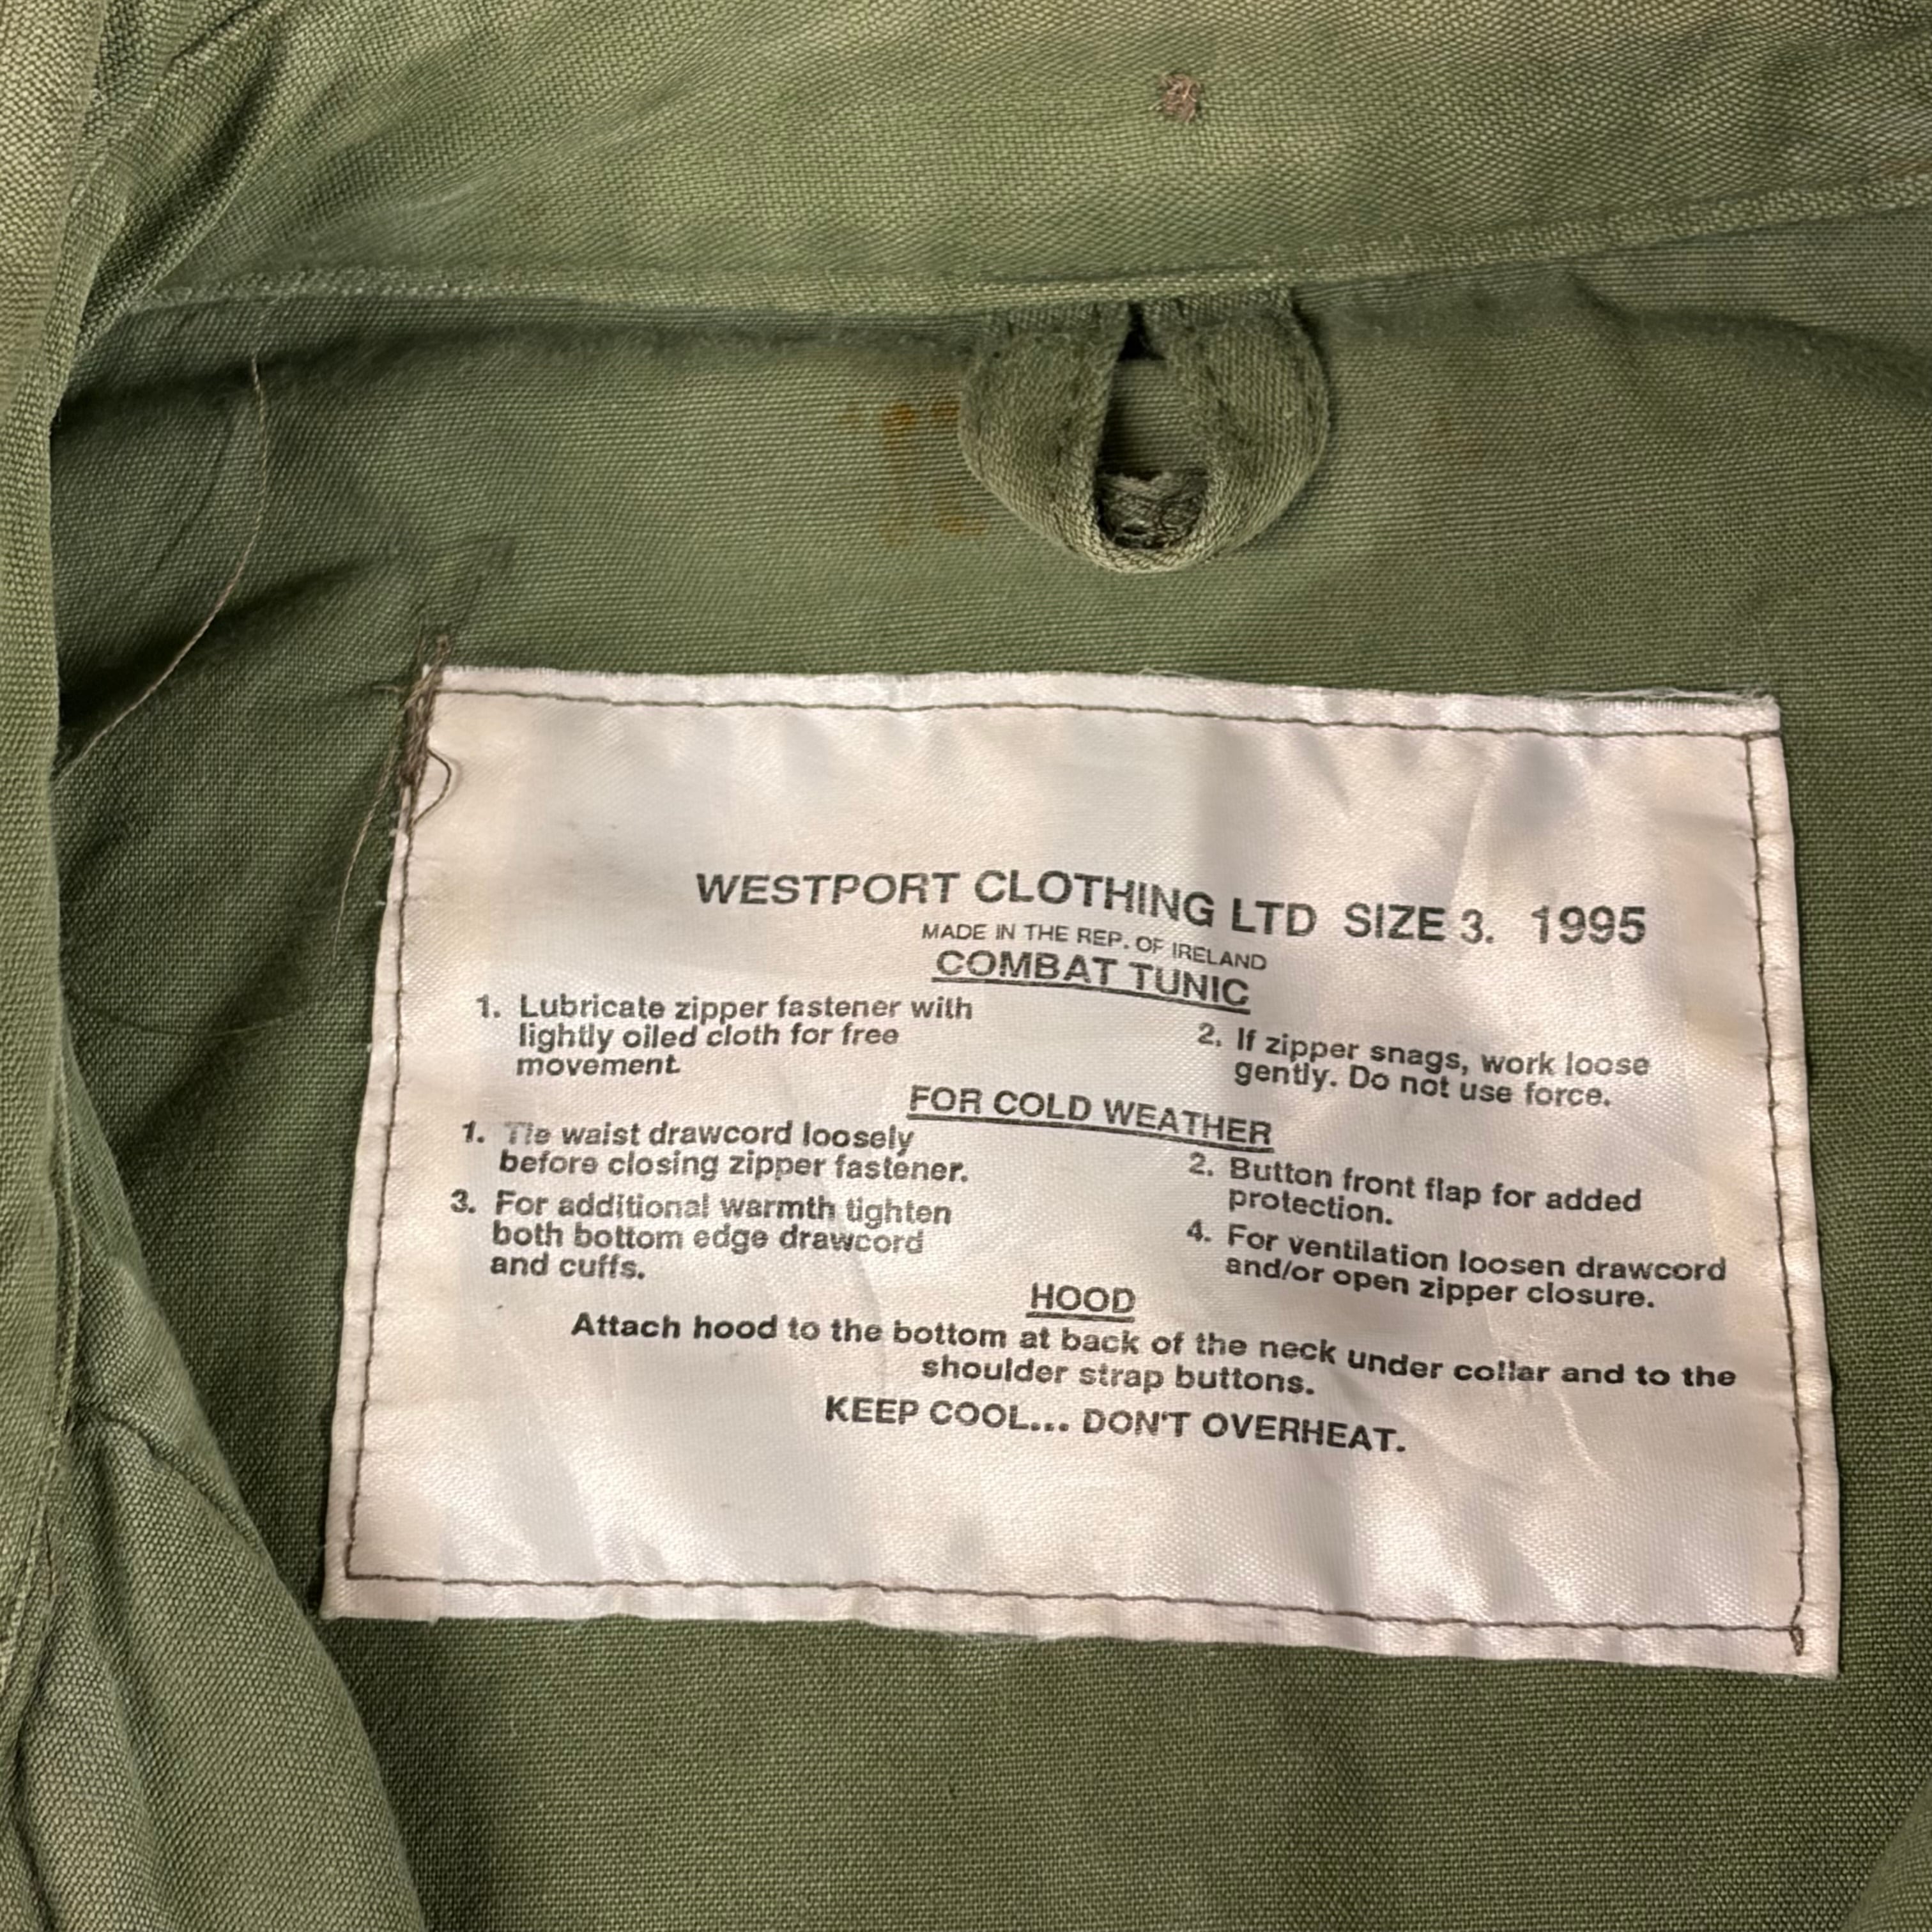 WESTPORT CLOTHING LTD SIZE 3. 1995
MADE IN THE REP. OF IRELAND
COMBAT TUNIC
1. Lubricate zipper fastener with
lightly oiled cloth for free
movement.
2. If zipper snags, work loose
gently. Do not use force.
FOR COLD WEATHER
1. Tie waist drawcord loosely
before closing zipper fastener.
2. Button front flap for added
protection.
3. For additional warmth tighten
both bottom edge drawcord
and cuffs.
4. For ventilation loosen drawcord
and/or open zipper closure.
HOOD
Attach hood to the bottom at back of the neck under collar and to the
shoulder strap buttons.
KEEP COOL... DON'T OVERHEAT.